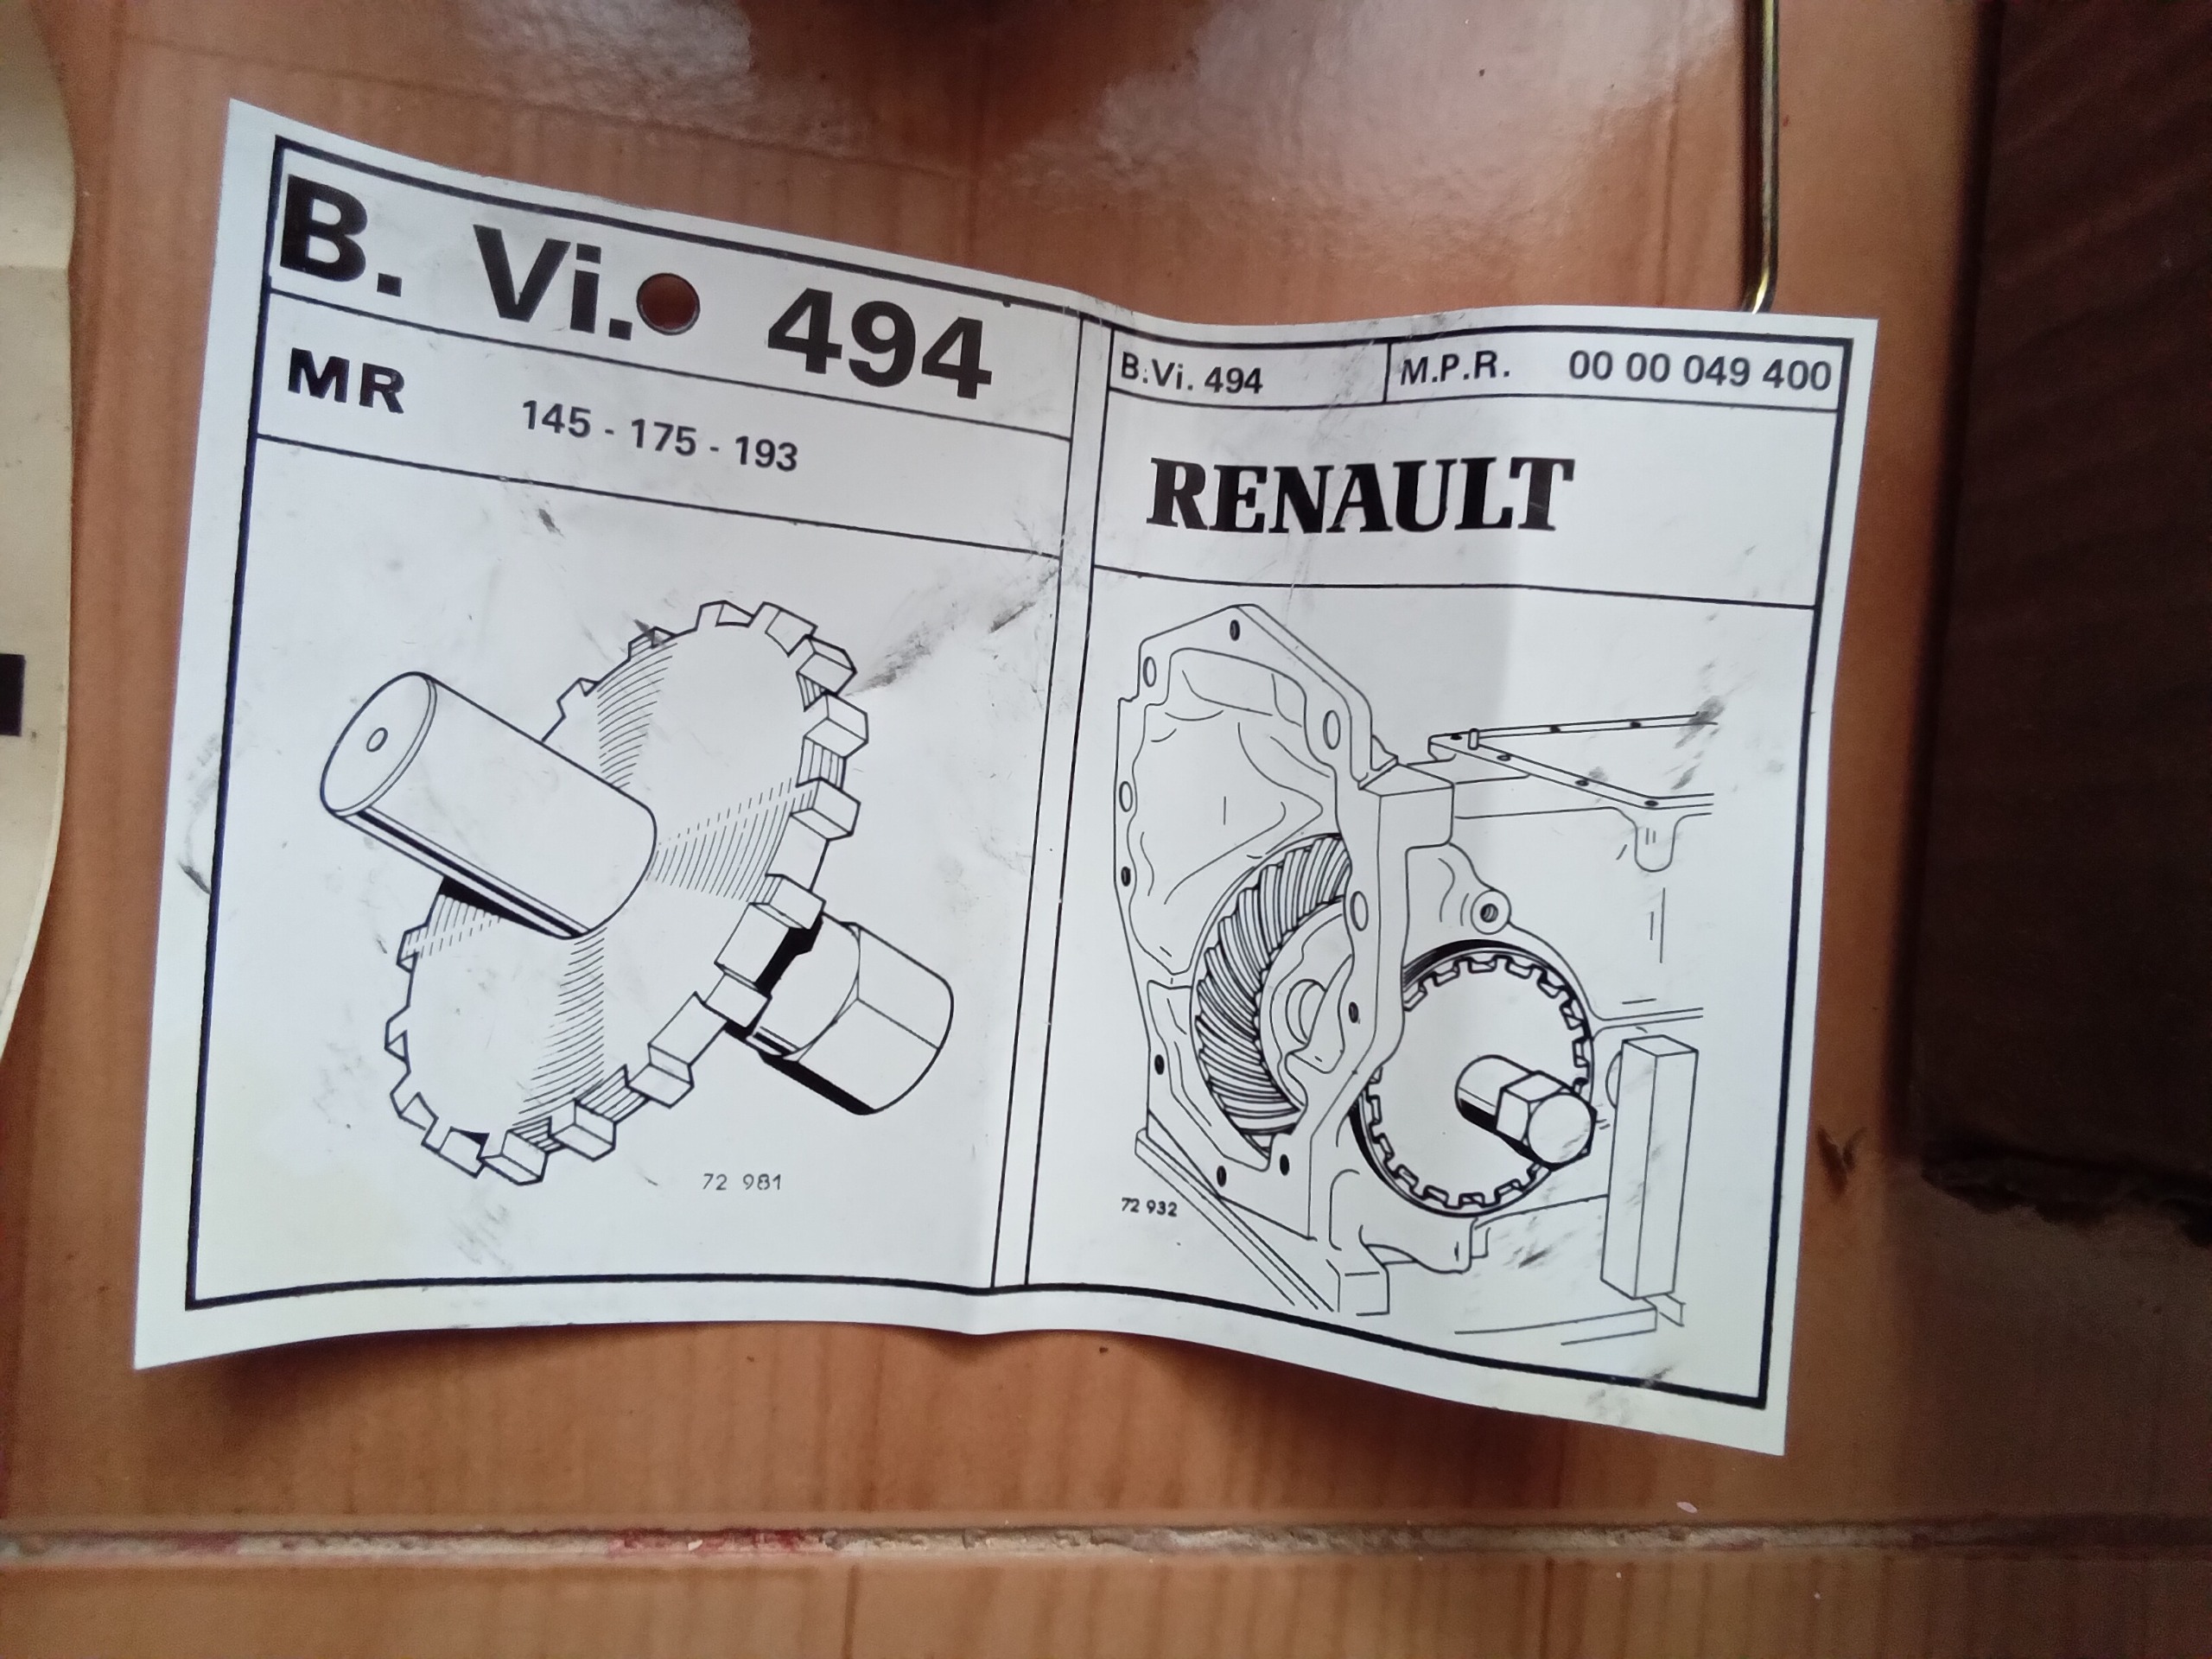 B. Vi. 494
MR 145 - 175 - 193
72 981
B.Vi. 494 M.P.R. 00 00 049 400
RENAULT
72 932